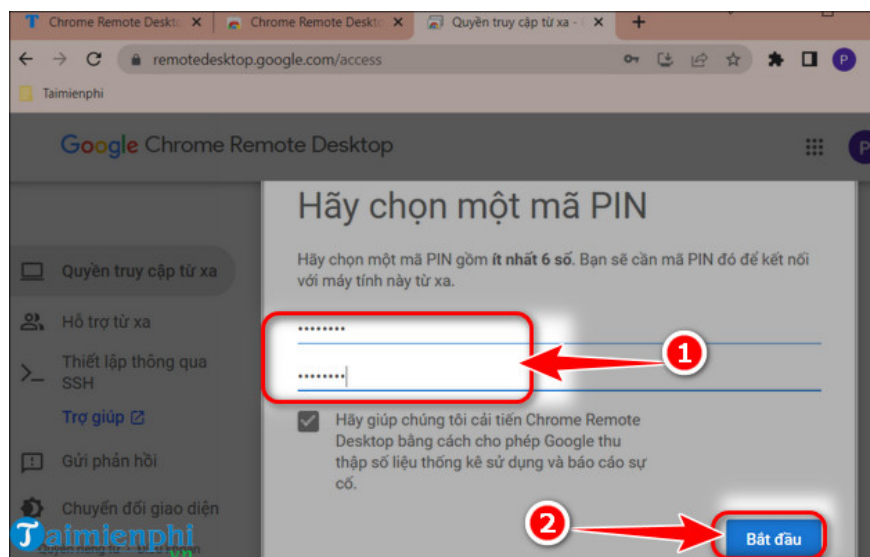 Chrome Remote Deskt
Chrome Remote Deskt
Quyền truy cập từ xa -
remotedesktop.google.com/access
P
Taimienphi
Google Chrome Remote Desktop
P
Hãy chọn một mã PIN
Hãy chọn một mã PIN gồm ít nhất 6 số. Bạn sẽ cần mã PIN đó để kết nối
với máy tính này từ xa.
Quyền truy cập từ xa
Hỗ trợ từ xa
Thiết lập thông qua
SSH
Trợ giúp
Gửi phản hồi
Chuyển đổi giao diện
••••••••
••••••••
1
Hãy giúp chúng tôi cải tiến Chrome Remote
Desktop bằng cách cho phép Google thu
thập số liệu thống kê sử dụng và báo cáo sự
cố.
2
Bắt đầu
Taimienphi
.vn